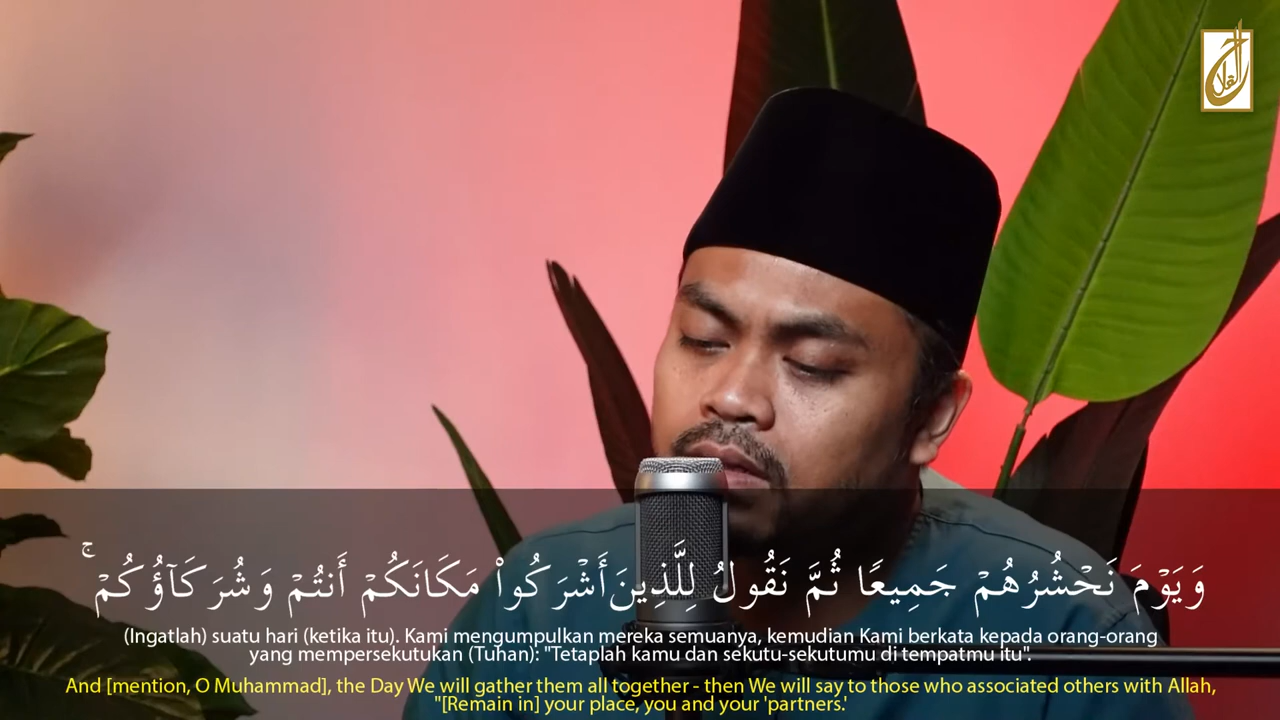 وَيَوْمَ نَحْشُرُهُمْ جَمِيعًا ثُمَّ نَقُولُ لِلَّذِينَ أَشْرَكُوا۟ مَكَانَكُمْ أَنتُمْ وَشُرَكَآؤُكُمْ ۚ
(Ingatlah) suatu hari (ketika itu). Kami mengumpulkan mereka semuanya, kemudian Kami berkata kepada orang-orang
yang mempersekutukan (Tuhan): "Tetaplah kamu dan sekutu-sekutumu di tempatmu itu".
And [mention, O Muhammad], the Day We will gather them all together - then We will say to those who associated others with Allah,
"[Remain in] your place, you and your 'partners.'